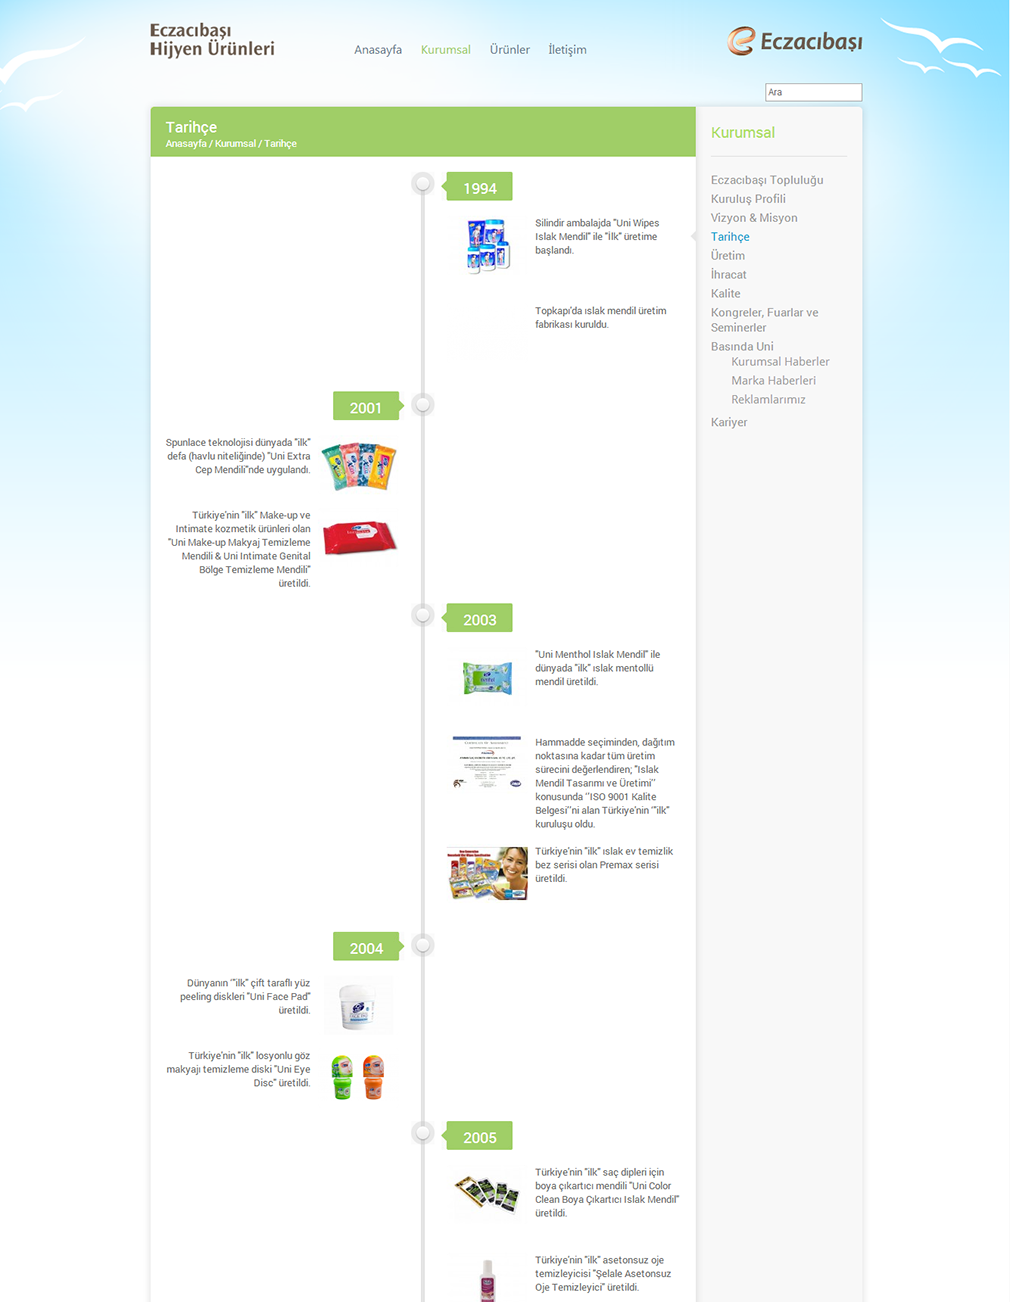 Eczacıbaşı
Hijyen Ürünleri
Anasayfa
Kurumsal
Ürünler
İletişim
Eczacıbaşı
Ara
Tarihçe
Anasayfa / Kurumsal / Tarihçe
1994
Silindir ambalajda "Uni Wipes
Islak Mendil" ile "İlk" üretime
başlandı.
Topkapı'da ıslak mendil üretim
fabrikası kuruldu.
2001
Spunlace teknolojisi dünyada "ilk"
defa (havlu niteliğinde) "Uni Extra
Cep Mendili"nde uygulandı.
Türkiye'nin "ilk" Make-up ve
Intimate kozmetik ürünleri olan
"Uni Make-up Makyaj Temizleme
Mendili & Uni Intimate Genital
Bölge Temizleme Mendili"
üretildi.
2003
"Uni Menthol Islak Mendil" ile
dünyada "ilk" ıslak mentollü
mendil üretildi.
Hammadde seçiminden, dağıtım
noktasına kadar tüm üretim
sürecini değerlendiren; "Islak
Mendil Tasarımı ve Üretimi''
konusunda ''ISO 9001 Kalite
Belgesi''ni alan Türkiye'nin '"ilk"
kuruluşu oldu.
Türkiye'nin "ilk" ıslak ev temizlik
bez serisi olan Premax serisi
üretildi.
2004
Dünyanın '"ilk" çift taraflı yüz
peeling diskleri "Uni Face Pad"
üretildi.
Türkiye'nin "ilk" losyonlu göz
makyajı temizleme diski "Uni Eye
Disc" üretildi.
2005
Türkiye'nin "ilk" saç dipleri için
boya çıkartıcı mendili "Uni Color
Clean Boya Çıkartıcı Islak Mendil"
üretildi.
Türkiye'nin "ilk" asetonsuz oje
temizleyicisi "Şelale Asetonsuz
Oje Temizleyici" üretildi.
Kurumsal
Eczacıbaşı Topluluğu
Kuruluş Profili
Vizyon & Misyon
Tarihçe
Üretim
İhracat
Kalite
Kongreler, Fuarlar ve
Seminerler
Basında Uni
Kurumsal Haberler
Marka Haberleri
Reklamlarımız
Kariyer